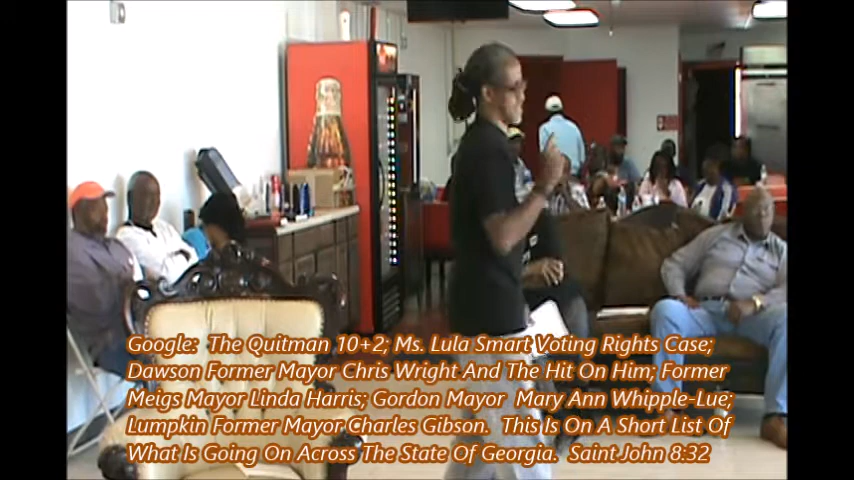 Google:  The Quitman 10+2; Ms. Lula Smart Voting Rights Case;
Dawson Former Mayor Chris Wright And The Hit On Him; Former
Meigs Mayor Linda Harris; Gordon Mayor  Mary Ann Whipple-Lue;
Lumpkin Former Mayor Charles Gibson.  This Is On A Short List Of
What Is Going On Across The State Of Georgia.  Saint John 8:32